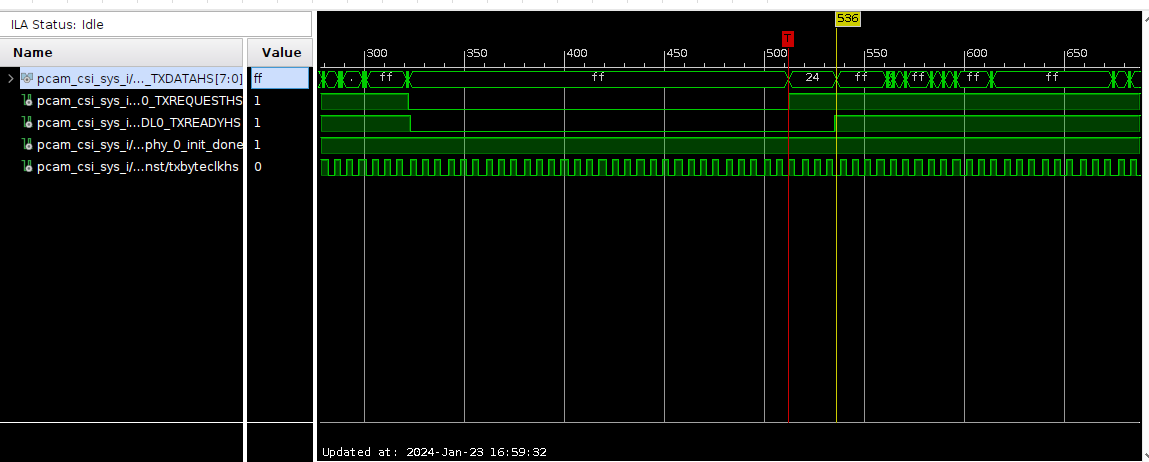 ILA Status: Idle
536
Name Value
T
300 350 400 450 500 550 600 650
pcam_csi_sys_i/..._TXDATAHS[7:0] ff . ff ff 24 ff ff ff ff
pcam_csi_sys_i...0_TXREQUESTHS 1
pcam_csi_sys_i...DL0_TXREADYHS 1
pcam_csi_sys_i/...phy_0_init_done 1
pcam_csi_sys_i/...nst/txbyteclkhs 0
Updated at: 2024-Jan-23 16:59:32